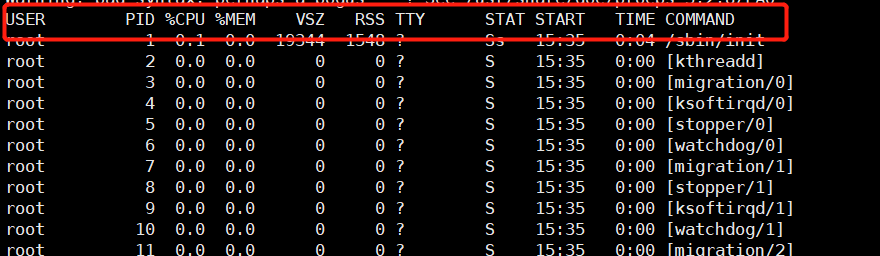 USER PID %CPU %MEM VSZ RSS TTY STAT START TIME COMMAND
root 1 0.1 0.0 19344 1548 ? Ss 15:35 0:04 /sbin/init
root 2 0.0 0.0 0 0 ? S 15:35 0:00 [kthreadd]
root 3 0.0 0.0 0 0 ? S 15:35 0:00 [migration/0]
root 4 0.0 0.0 0 0 ? S 15:35 0:00 [ksoftirqd/0]
root 5 0.0 0.0 0 0 ? S 15:35 0:00 [stopper/0]
root 6 0.0 0.0 0 0 ? S 15:35 0:00 [watchdog/0]
root 7 0.0 0.0 0 0 ? S 15:35 0:00 [migration/1]
root 8 0.0 0.0 0 0 ? S 15:35 0:00 [stopper/1]
root 9 0.0 0.0 0 0 ? S 15:35 0:00 [ksoftirqd/1]
root 10 0.0 0.0 0 0 ? S 15:35 0:00 [watchdog/1]
root 11 0.0 0.0 0 0 ? S 15:35 0:00 [migration/2]